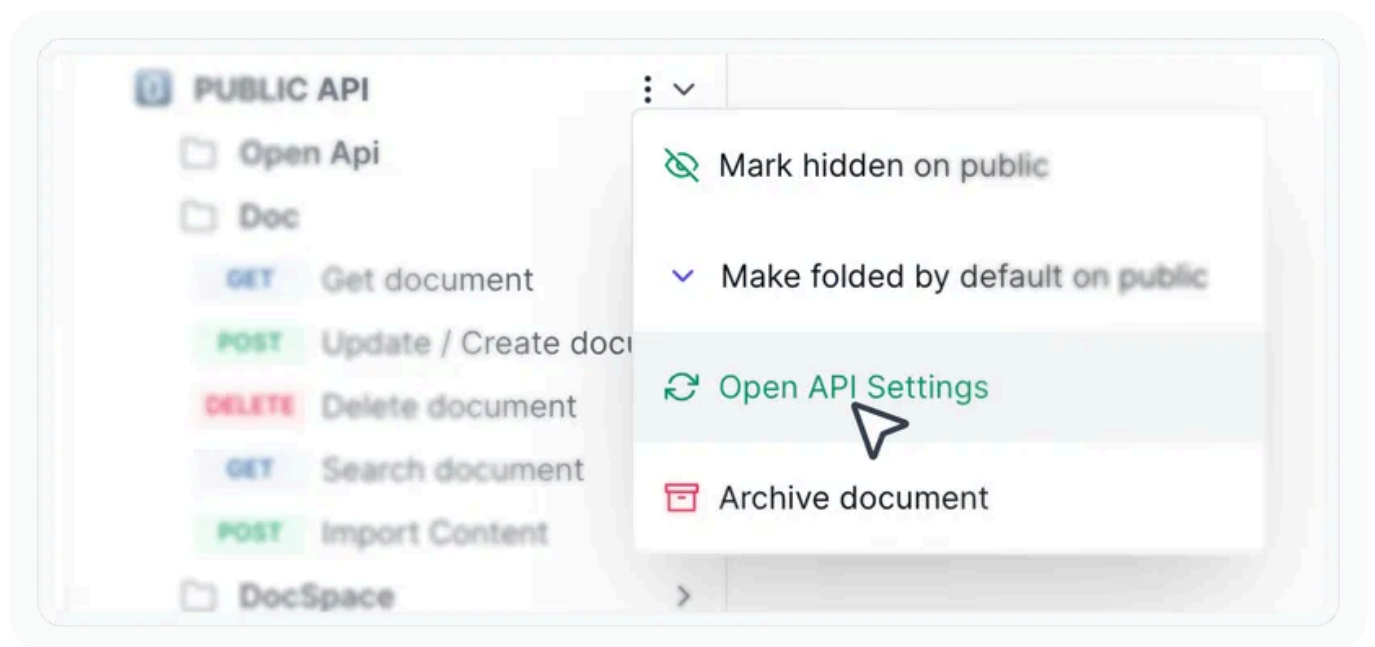 PUBLIC API
Open Api
Doc
GET Get document
POST Update / Create docu
DELETE Delete document
GET Search document
POST Import Content
DocSpace
Mark hidden on public
Make folded by default on public
Open API Settings
Archive document